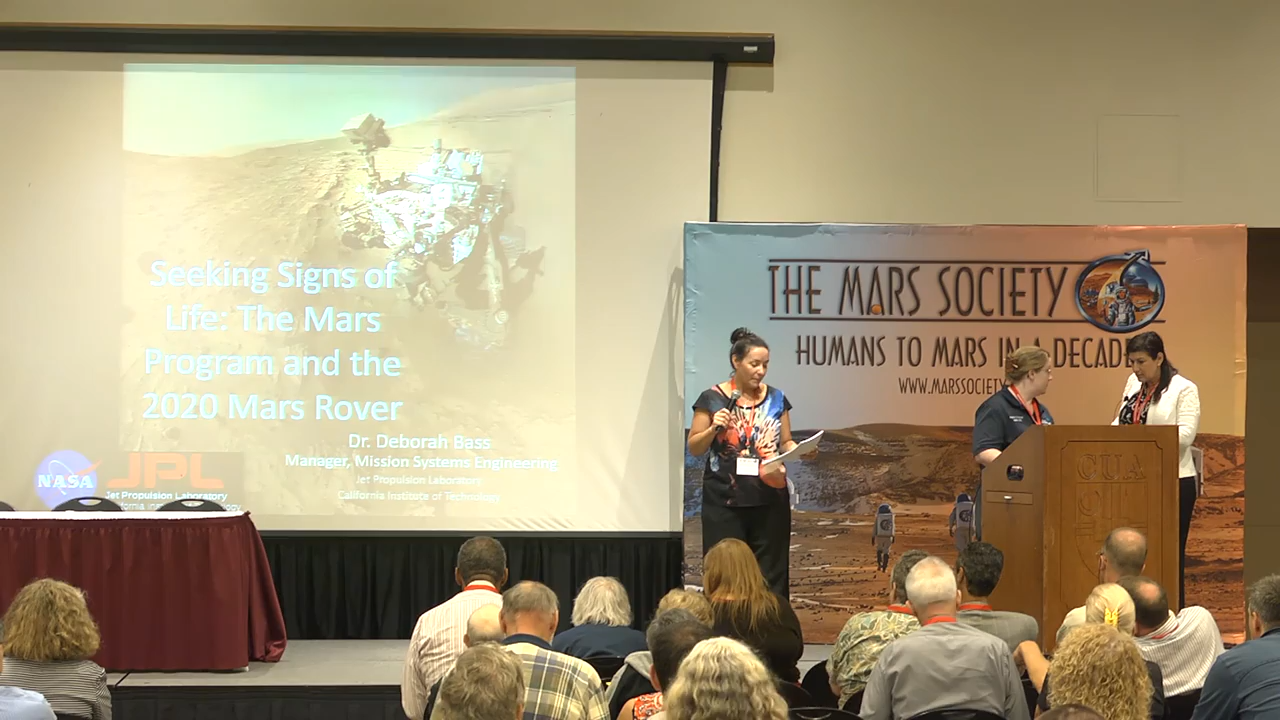 Seeking Signs of
Life: The Mars
Program and the
2020 Mars Rover
Dr. Deborah Bass
Manager, Mission Systems Engineering
Jet Propulsion Laboratory
California Institute of Technology
NASA
JPL
Jet Propulsion Laboratory
THE MARS SOCIETY
HUMANS TO MARS IN A DECADE
WWW.MARSSOCIETY
CUA